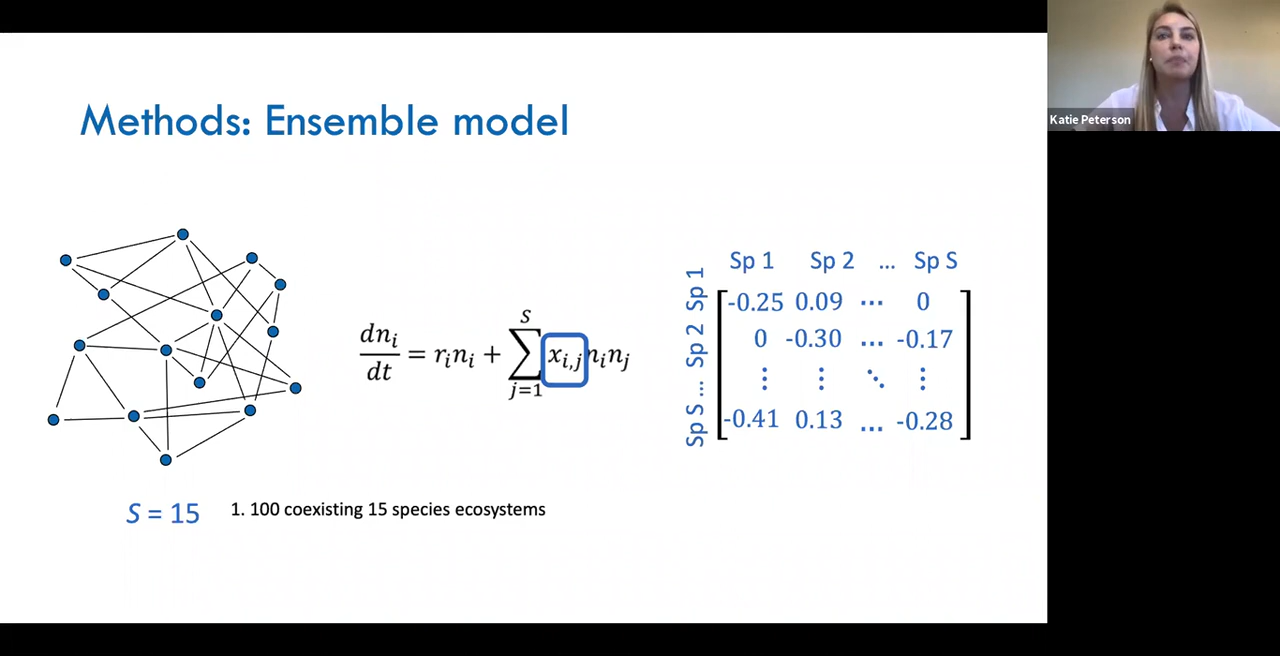 Methods: Ensemble model
Katie Peterson
dn_i/dt = r_i n_i + ∑_{j=1}^{S} x_{i,j} n_i n_j
Sp 1 Sp 2 ... Sp S
Sp 1 -0.25 0.09 ⋯ 0
Sp 2 0 -0.30 ... -0.17
... ⋮ ⋮ ⋱ ⋮
Sp S -0.41 0.13 ... -0.28
S = 15
1. 100 coexisting 15 species ecosystems